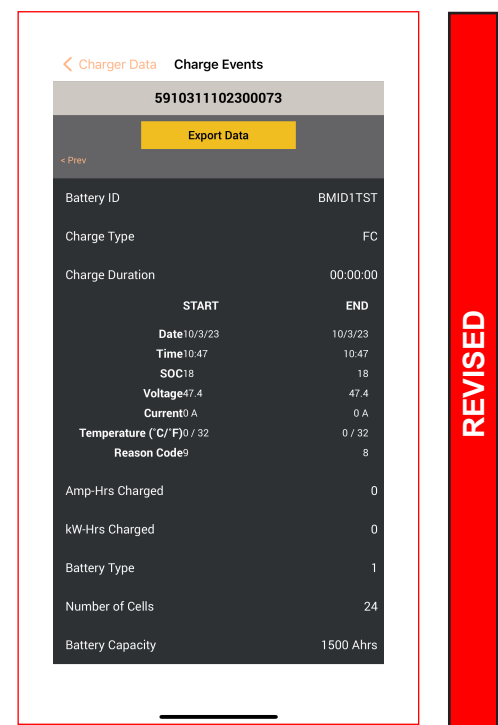 Charger Data Charge Events
5910311102300073
Export Data
< Prev
Battery ID BMID1TST
Charge Type FC
Charge Duration 00:00:00
START END
Date10/3/23 10/3/23
Time10:47 10:47
SOC18 18
Voltage47.4 47.4
Current0 A 0 A
Temperature (˚C/˚F)0 / 32 0 / 32
Reason Code9 8
Amp-Hrs Charged 0
kW-Hrs Charged 0
Battery Type 1
Number of Cells 24
Battery Capacity 1500 Ahrs
REVISED